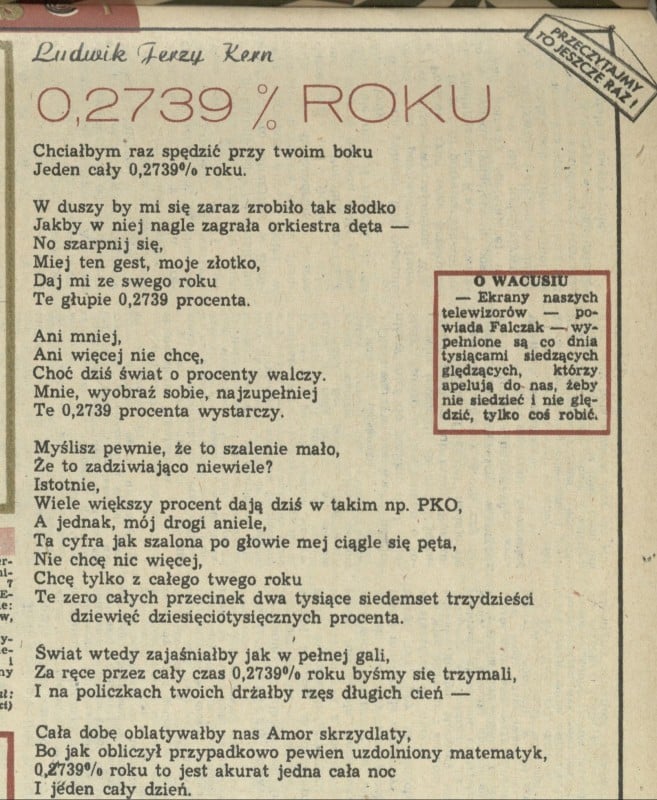 Ludwik Jerzy Kern
PRZECZYTAJMY
TO JESZCZE RAZ!
0,2739 % ROKU
Chciałbym raz spędzić przy twoim boku
Jeden cały 0,2739% roku.
W duszy by mi się zaraz zrobiło tak słodko
Jakby w niej nagle zagrała orkiestra dęta —
No szarpnij się,
Miej ten gest, moje złotko,
Daj mi ze swego roku
Te głupie 0,2739 procenta.
Ani mniej,
Ani więcej nie chcę,
Choć dziś świat o procenty walczy.
Mnie, wyobraź sobie, najzupełniej
Te 0,2739 procenta wystarczy.
Myślisz pewnie, że to szalenie mało,
Że to zadziwiająco niewiele?
Istotnie,
Wiele większy procent dają dziś w takim np. PKO,
A jednak, mój drogi aniele,
Ta cyfra jak szalona po głowie mej ciągle się pęta,
Nie chcę nic więcej,
Chcę tylko z całego twego roku
Te zero całych przecinek dwa tysiące siedemset trzydzieści
dziewięć dziesięciotysięcznych procenta.
Świat wtedy zajaśniałby jak w pełnej gali,
Za ręce przez cały czas 0,2739% roku byśmy się trzymali,
I na policzkach twoich drżałby rzęs długich cień —
Cała dobę oblatywałby nas Amor skrzydlaty,
Bo jak obliczył przypadkowo pewien uzdolniony matematyk,
0,2739% roku to jest akurat jedna cała noc
I jeden cały dzień.
O WACUSIU
— Ekrany naszych
telewizorów — po-
wiada Falczak — wy-
pełnione są co dnia
tysiącami siedzących
ględzących, którzy
apelują do nas, żeby
nie siedzieć i nie glę-
dzić, tylko coś robić.